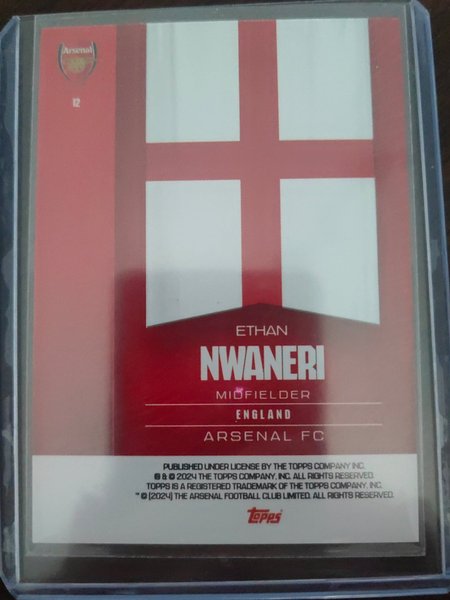 Arsenal
12
ETHAN
NWANERI
MIDFIELDER
ENGLAND
ARSENAL FC
PUBLISHED UNDER LICENSE BY THE TOPPS COMPANY INC.
® & © 2024 THE TOPPS COMPANY, INC. ALL RIGHTS RESERVED.
TOPPS IS A REGISTERED TRADEMARK OF THE TOPPS COMPANY, INC.
™ © (2024) THE ARSENAL FOOTBALL CLUB LIMITED. ALL RIGHTS RESERVED.
topps